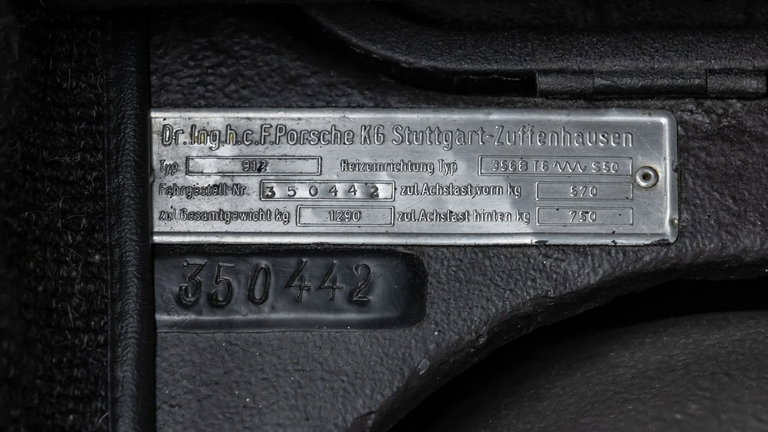 Dr.Ing.h.c.F.Porsche KG Stuttgart-Zuffenhausen
Typ 912 Heizeinrichtung Typ 356B T6 S50
Fahrgestell-Nr. 350442 zul.Achslast vorn kg 570
zul.Gesamtgewicht kg 1290 zul.Achslast hinten kg 750
350442